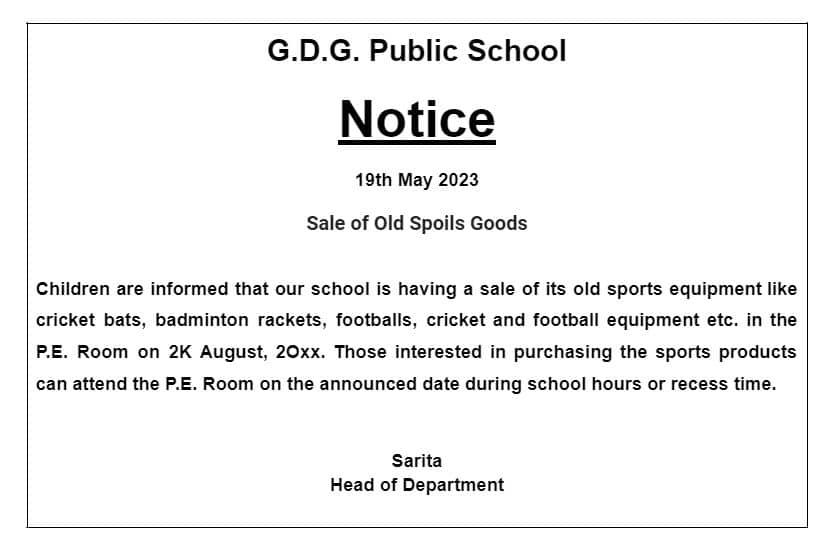 G.D.G. Public School
Notice
19th May 2023
Sale of Old Spoils Goods
Children are informed that our school is having a sale of its old sports equipment like
cricket bats, badminton rackets, footballs, cricket and football equipment etc. in the
P.E. Room on 2K August, 2Oxx. Those interested in purchasing the sports products
can attend the P.E. Room on the announced date during school hours or recess time.
Sarita
Head of Department